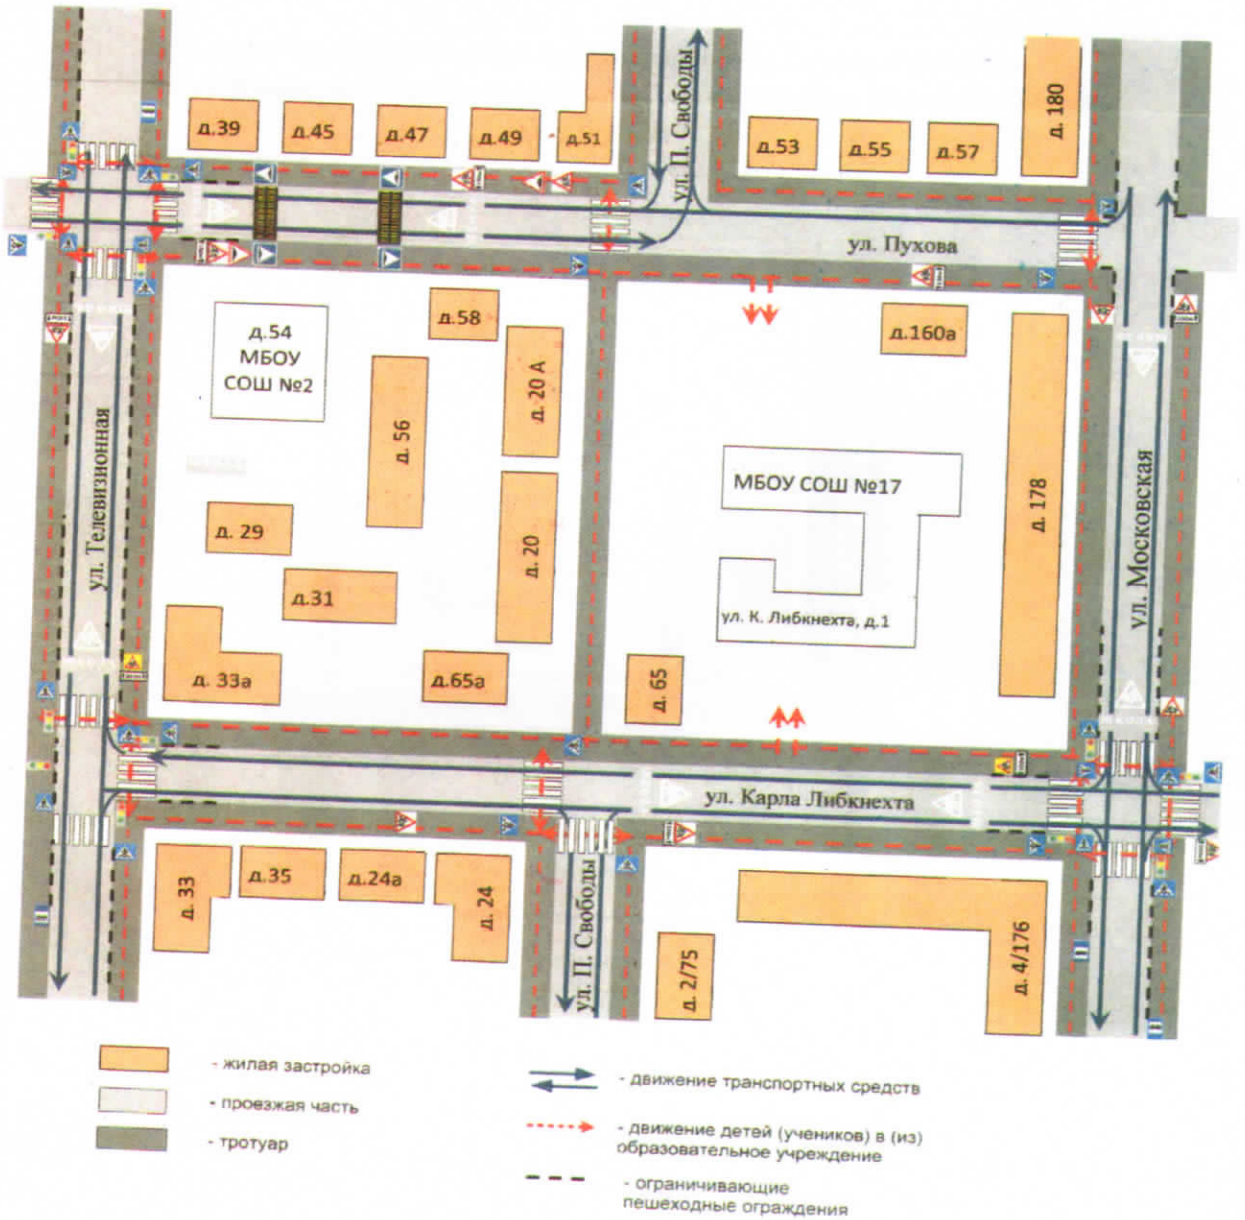 ул. П. Свободы
д. 180
д.39
д.45
д.47
д.49
д.51
д.53
д.55
д.57
ул. Пухова
д.54
МБОУ
СОШ №2
д.58
д. 20 А
д. 56
д.160а
д. 178
МБОУ СОШ №17
ул. К. Либкнехта, д.1
ул. Телевизионная
ул. Московская
д. 29
д. 20
д.31
д. 33а
д.65а
д. 65
ул. Карла Либкнехта
д. 33
д.35
д.24а
д. 24
ул. П. Свободы
д. 2/75
д. 4/176
- жилая застройка
- проезжая часть
- тротуар
- движение транспортных средств
- движение детей (учеников) в (из)
образовательное учреждение
- ограничивающие
пешеходные ограждения